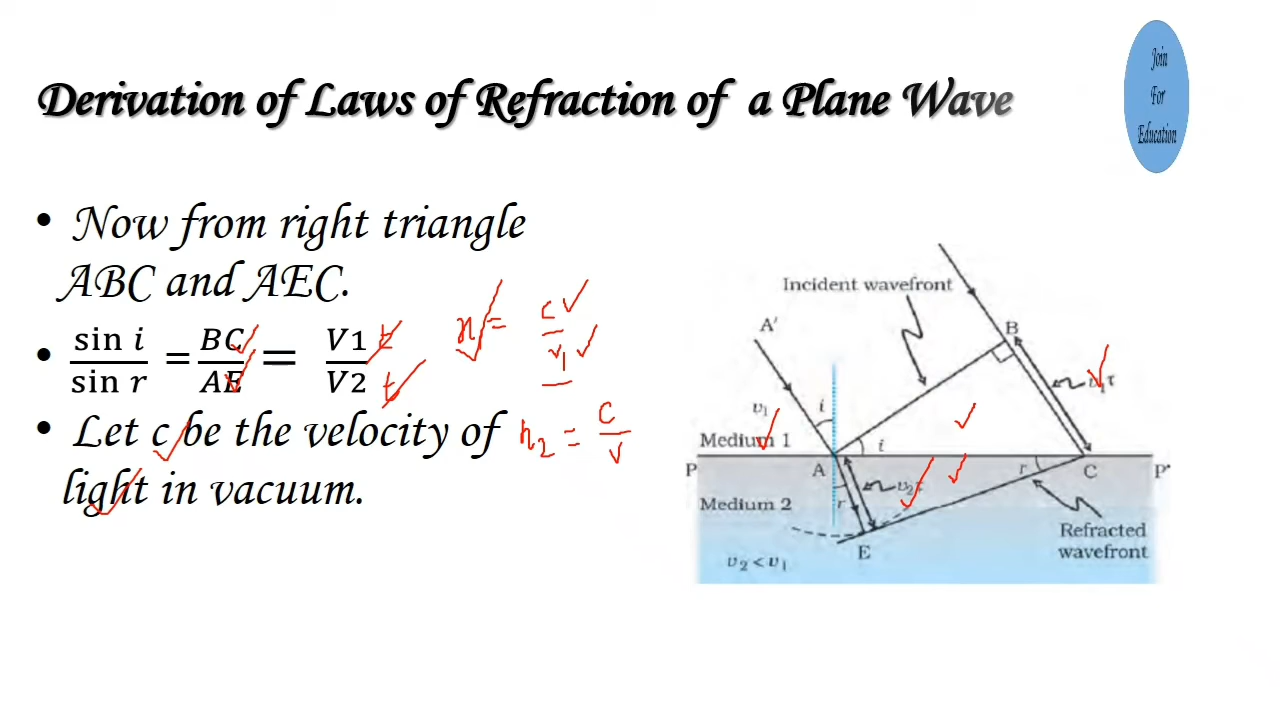 Derivation of Laws of Refraction of a Plane Wave
Join
For
Education
• Now from right triangle
ABC and AEC.
• sin i / sin r = BC / AE = V1 t / V2 t
n = c / v1
• Let c be the velocity of
light in vacuum.
n2 = c / v
Incident wavefront
A'
B
v1
i
v1τ
Medium 1
i
P
A
r
C
P'
Medium 2
r
v2τ
E
Refracted
wavefront
v2 < v1